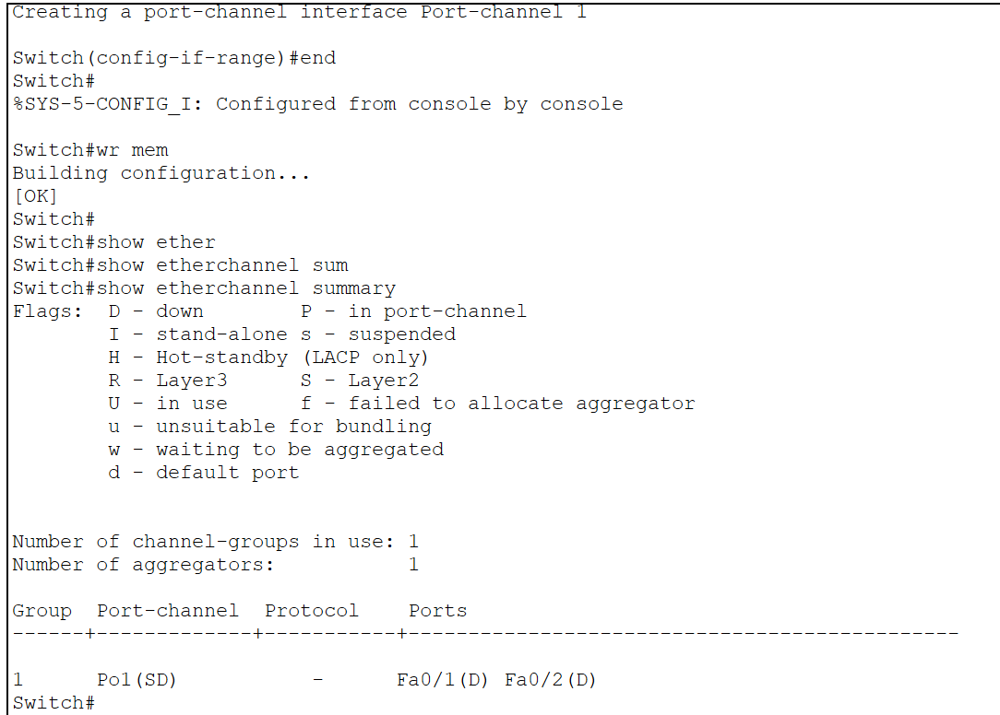 Creating a port-channel interface Port-channel 1
Switch(config-if-range)#end
Switch#
%SYS-5-CONFIG_I: Configured from console by console
Switch#wr mem
Building configuration...
[OK]
Switch#
Switch#show ether
Switch#show etherchannel sum
Switch#show etherchannel summary
Flags:  D - down        P - in port-channel
        I - stand-alone s - suspended
        H - Hot-standby (LACP only)
        R - Layer3      S - Layer2
        U - in use      f - failed to allocate aggregator
        u - unsuitable for bundling
        w - waiting to be aggregated
        d - default port
Number of channel-groups in use: 1
Number of aggregators:           1
Group  Port-channel  Protocol    Ports
------+-------------+-----------+----------------------------------------------
1      Po1(SD)           -      Fa0/1(D) Fa0/2(D)
Switch#